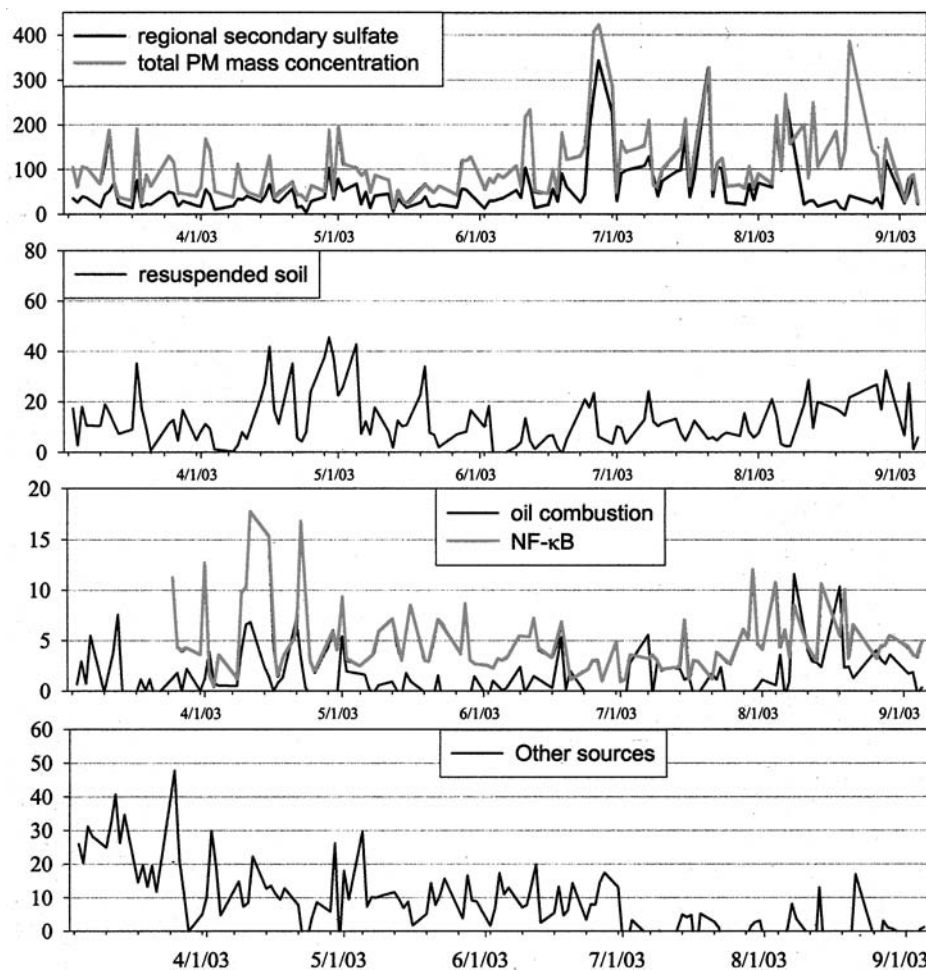 400
300
200
100
0
regional secondary sulfate
total PM mass concentration
4/1/03 5/1/03 6/1/03 7/1/03 8/1/03 9/1/03
80
60
40
20
0
resuspended soil
4/1/03 5/1/03 6/1/03 7/1/03 8/1/03 9/1/03
20
15
10
5
0
oil combustion
NF-κB
4/1/03 5/1/03 6/1/03 7/1/03 8/1/03 9/1/03
60
50
40
30
20
10
0
Other sources
4/1/03 5/1/03 6/1/03 7/1/03 8/1/03 9/1/03